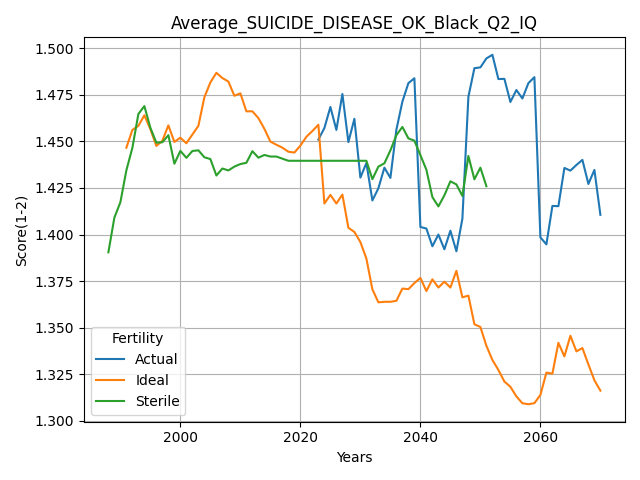 Average_SUICIDE_DISEASE_OK_Black_Q2_IQ
Score(1-2)
1.500
1.475
1.450
1.425
1.400
1.375
1.350
1.325
1.300
Fertility
Actual
Ideal
Sterile
2000
2020
2040
2060
Years